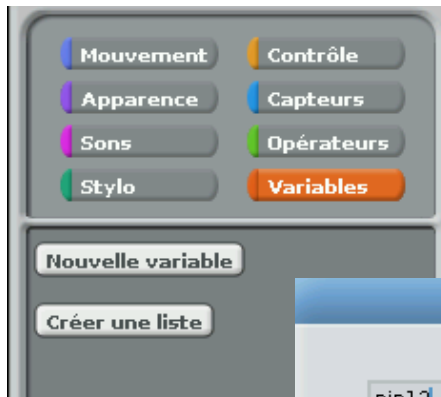 Mouvement Contrôle
Apparence Capteurs
Sons Opérateurs
Stylo Variables
Nouvelle variable
Créer une liste